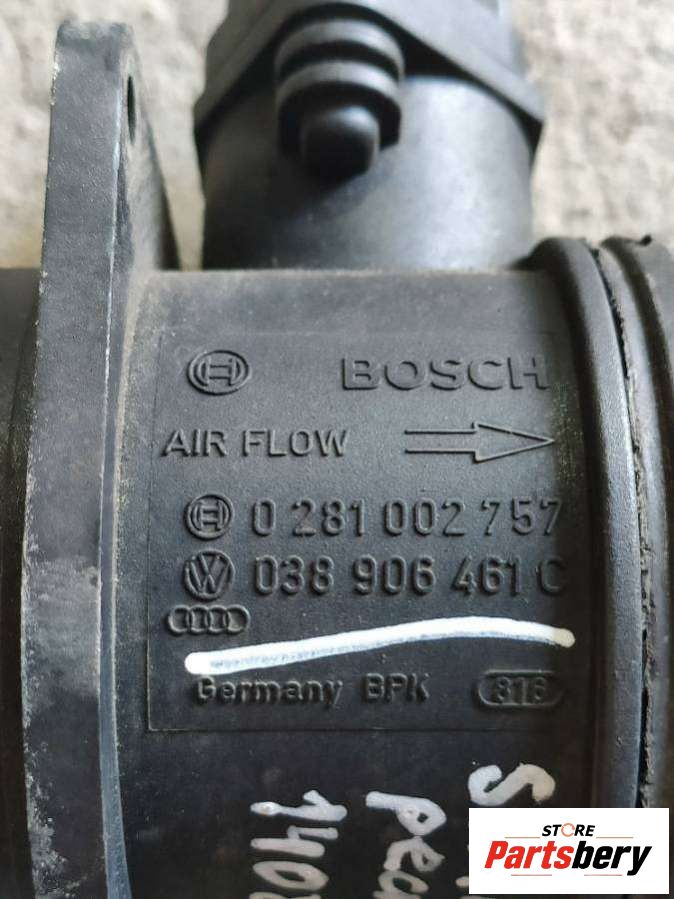 BOSCH
AIR FLOW
0 281 002 757
038 906 461 C
Germany BPK 816
STORE
Partsbery